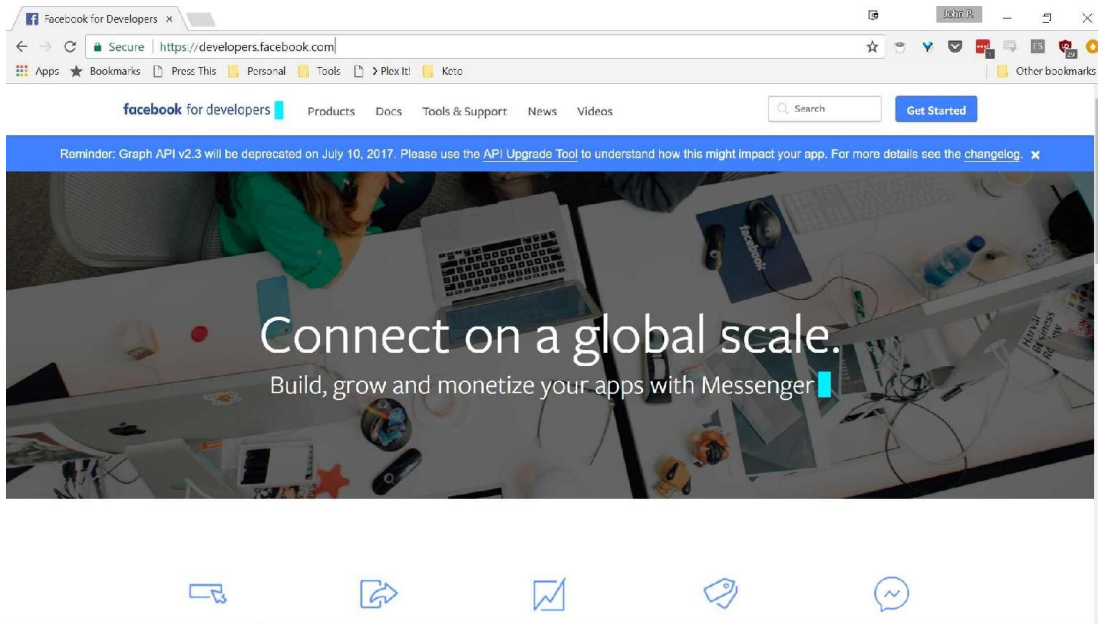 Facebook for Developers
John P.
Secure https://developers.facebook.com
Apps Bookmarks Press This Personal Tools > Plex It! Keto Other bookmarks
facebook for developers Products Docs Tools & Support News Videos Search Get Started
Reminder: Graph API v2.3 will be deprecated on July 10, 2017. Please use the API Upgrade Tool to understand how this might impact your app. For more details see the changelog.
facebook
Connect on a global scale.
Build, grow and monetize your apps with Messenger